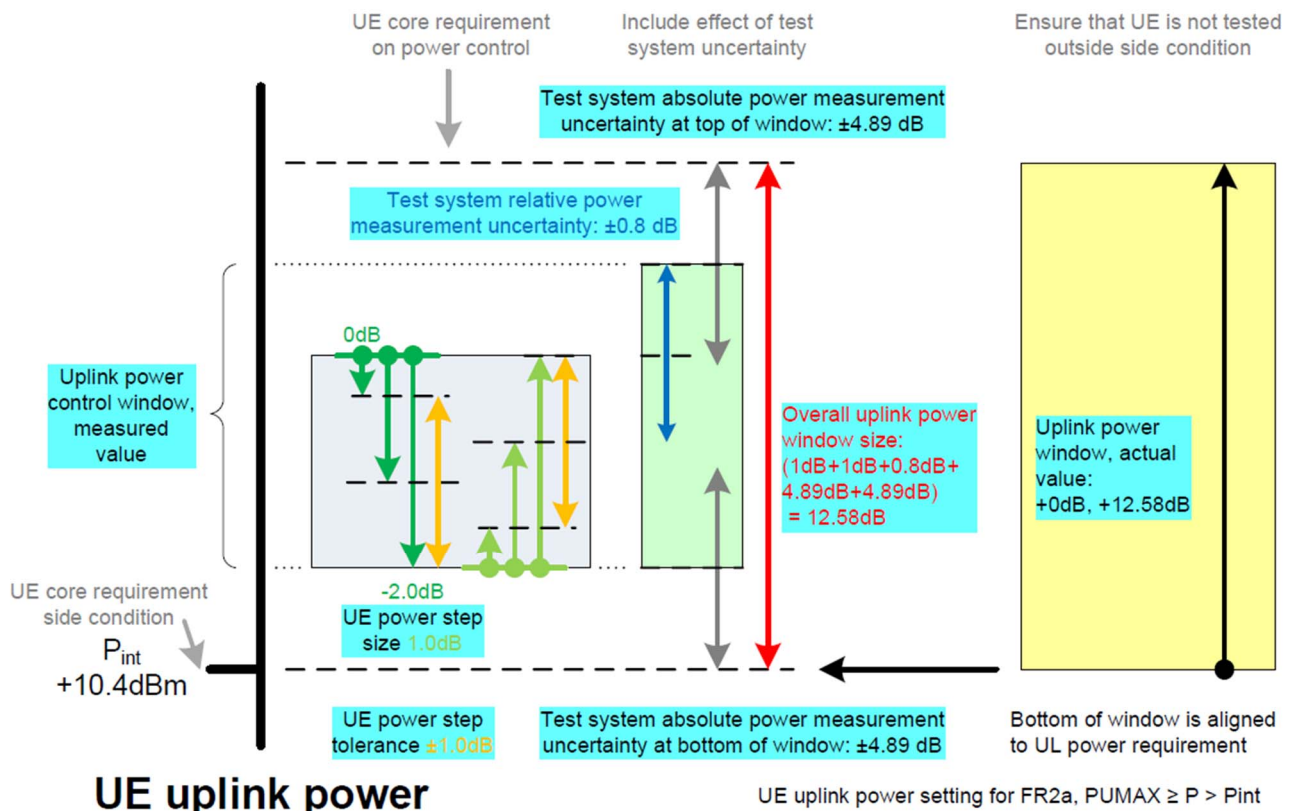 UE core requirement
on power control
Include effect of test
system uncertainty
Ensure that UE is not tested
outside side condition
Test system absolute power measurement
uncertainty at top of window: ±4.89 dB
Test system relative power
measurement uncertainty: ±0.8 dB
0dB
Uplink power
control window,
measured
value
Overall uplink power
window size:
(1dB+1dB+0.8dB+
4.89dB+4.89dB)
= 12.58dB
Uplink power
window, actual
value:
+0dB, +12.58dB
-2.0dB
UE power step
size 1.0dB
UE core requirement
side condition
Pint
+10.4dBm
UE power step
tolerance ±1.0dB
Test system absolute power measurement
uncertainty at bottom of window: ±4.89 dB
Bottom of window is aligned
to UL power requirement
UE uplink power
UE uplink power setting for FR2a, PUMAX ≥ P > Pint